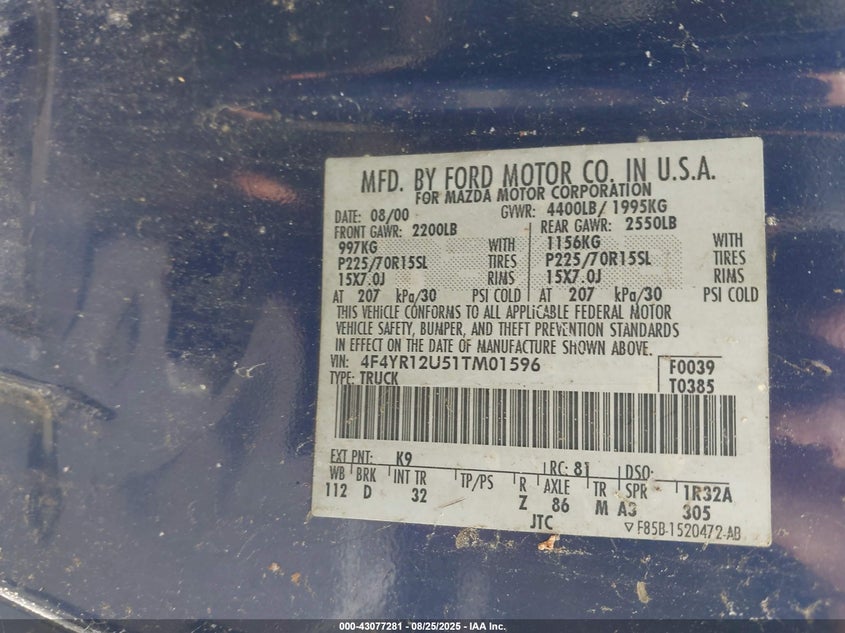 MFD. BY FORD MOTOR CO. IN U.S.A.
FOR MAZDA MOTOR CORPORATION
DATE: 08/00 GVWR: 4400LB/ 1995KG
FRONT GAWR: 2200LB REAR GAWR: 2550LB
997KG WITH 1156KG WITH
P225/70R15SL TIRES P225/70R15SL TIRES
15X7.0J RIMS 15X7.0J RIMS
AT 207 kPa/30 PSI COLD AT 207 kPa/30 PSI COLD
THIS VEHICLE CONFORMS TO ALL APPLICABLE FEDERAL MOTOR
VEHICLE SAFETY, BUMPER, AND THEFT PREVENTION STANDARDS
IN EFFECT ON THE DATE OF MANUFACTURE SHOWN ABOVE.
VIN: 4F4YR12U51TM01596 F0039
TYPE: TRUCK T0385
EXT PNT: K9 RC: 81 DSO:
WB BRK INT TR TP/PS R AXLE TR SPR 1R32A
112 D 32 Z 86 M A3 305
JTC ▽F85B-1520472-AB
000-43077281 - 08/25/2025 - IAA Inc.